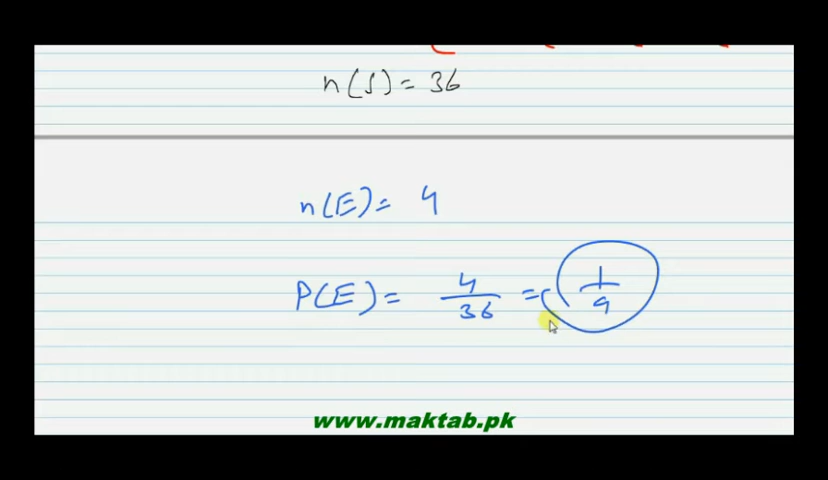 n(S) = 36
n(E) = 4
P(E) = 4/36 = 1/9
www.maktab.pk